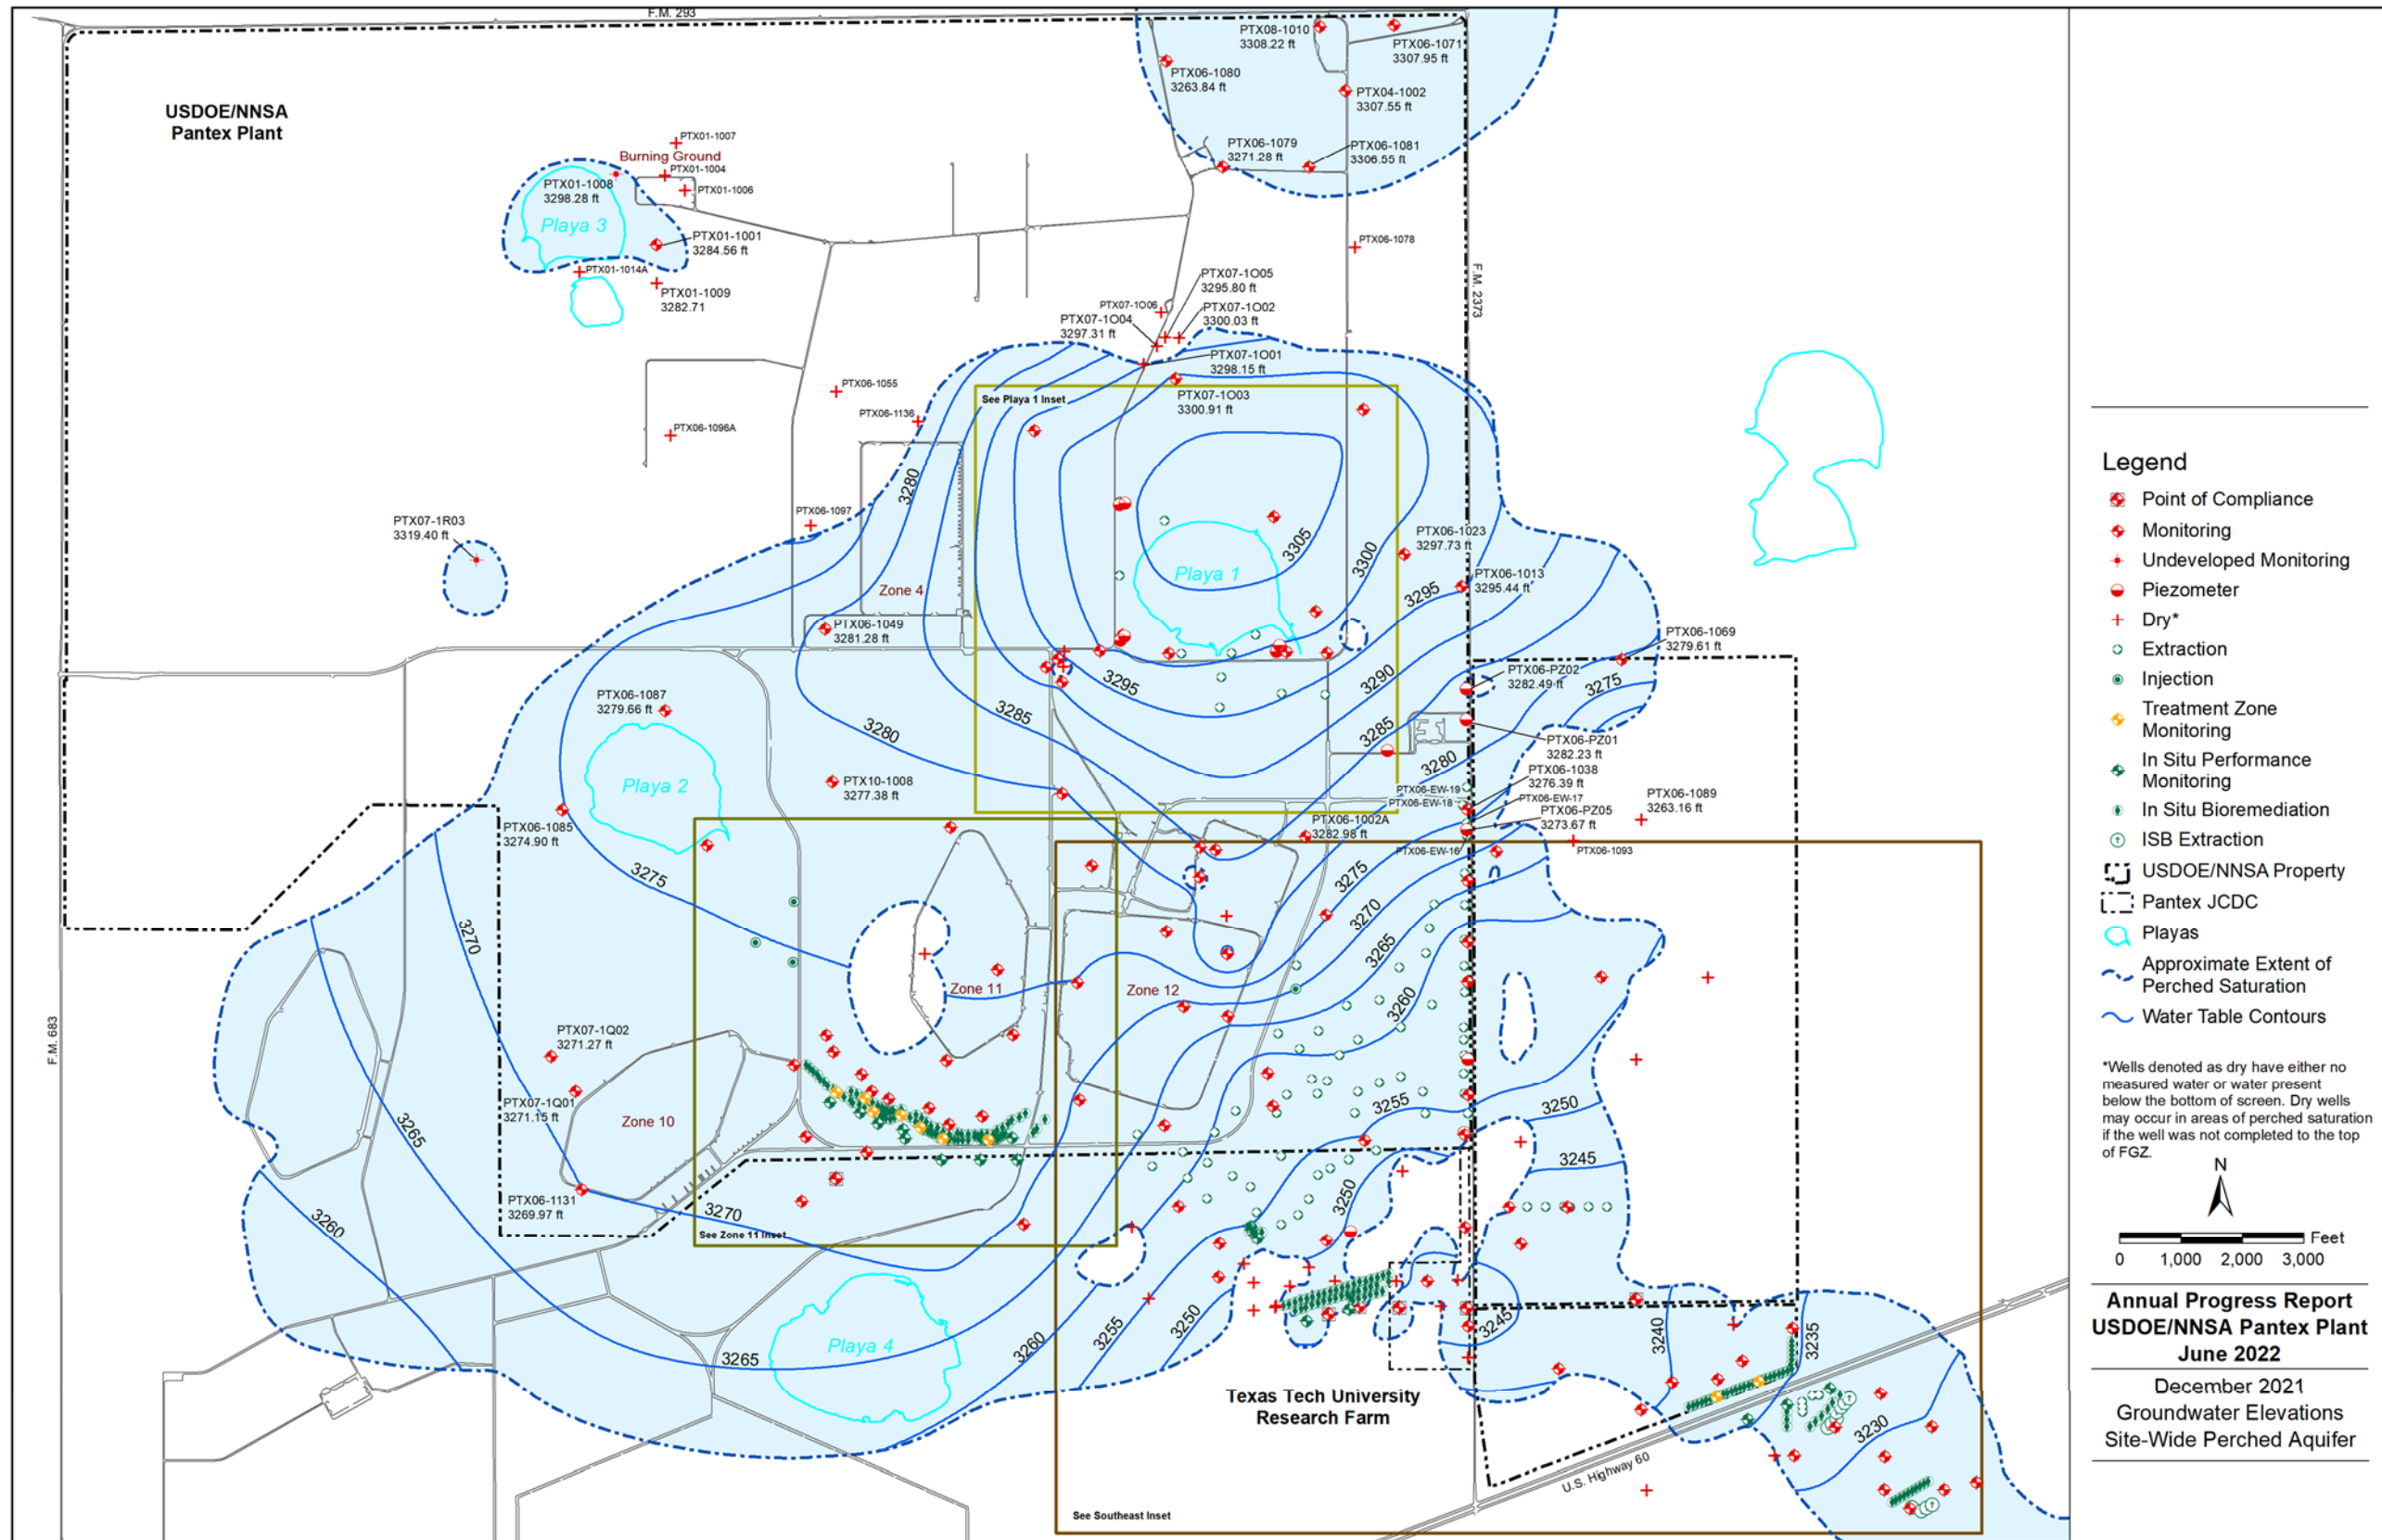 F.M. 293
USDOE/NNSA
Pantex Plant
PTX08-1010
3308.22 ft
PTX06-1071
3307.95 ft
PTX06-1080
3263.84 ft
PTX04-1002
3307.55 ft
PTX06-1079
3271.28 ft
PTX06-1081
3306.55 ft
PTX01-1007
Burning Ground
PTX01-1004
PTX01-1008
3298.28 ft
PTX01-1006
Playa 3
PTX01-1001
3284.56 ft
PTX01-1014A
PTX01-1009
3282.71
PTX06-1078
F.M. 2373
PTX07-1O05
3295.80 ft
PTX07-1O06
PTX07-1O02
3300.03 ft
PTX07-1O04
3297.31 ft
PTX07-1O01
3298.15 ft
PTX07-1O03
3300.91 ft
See Playa 1 Inset
PTX06-1055
PTX06-1136
PTX06-1096A
3280
PTX06-1097
PTX07-1R03
3319.40 ft
3305
3300
PTX06-1023
3297.73 ft
Playa 1
PTX06-1013
3295.44 ft
3295
Zone 4
PTX06-1049
3281.28 ft
PTX06-1069
3279.61 ft
3295
3290
PTX06-PZ02
3282.49 ft
3275
PTX06-1087
3279.66 ft
3285
3280
3285
PTX06-PZ01
3282.23 ft
3280
Playa 2
PTX10-1008
3277.38 ft
PTX06-1038
3276.39 ft
PTX06-EW-19
PTX06-EW-18
PTX06-EW-17
PTX06-PZ05
3273.67 ft
PTX06-1089
3263.16 ft
PTX06-1085
3274.90 ft
PTX06-1002A
3282.98 ft
PTX06-EW-16
PTX06-1093
3275
3275
3270
3270
3265
Zone 11
Zone 12
3260
F.M. 683
PTX07-1Q02
3271.27 ft
PTX07-1Q01
3271.15 ft
Zone 10
3265
3255
3250
3245
PTX06-1131
3269.97 ft
3270
3260
See Zone 11 Inset
3250
Playa 4
3265
3260
3255
3250
3245
3240
3235
Texas Tech University
Research Farm
3230
U.S. Highway 60
See Southeast Inset
Legend
Point of Compliance
Monitoring
Undeveloped Monitoring
Piezometer
Dry*
Extraction
Injection
Treatment Zone
Monitoring
In Situ Performance
Monitoring
In Situ Bioremediation
ISB Extraction
USDOE/NNSA Property
Pantex JCDC
Playas
Approximate Extent of
Perched Saturation
Water Table Contours
*Wells denoted as dry have either no
measured water or water present
below the bottom of screen. Dry wells
may occur in areas of perched saturation
if the well was not completed to the top
of FGZ.
N
Feet
0 1,000 2,000 3,000
Annual Progress Report
USDOE/NNSA Pantex Plant
June 2022
December 2021
Groundwater Elevations
Site-Wide Perched Aquifer